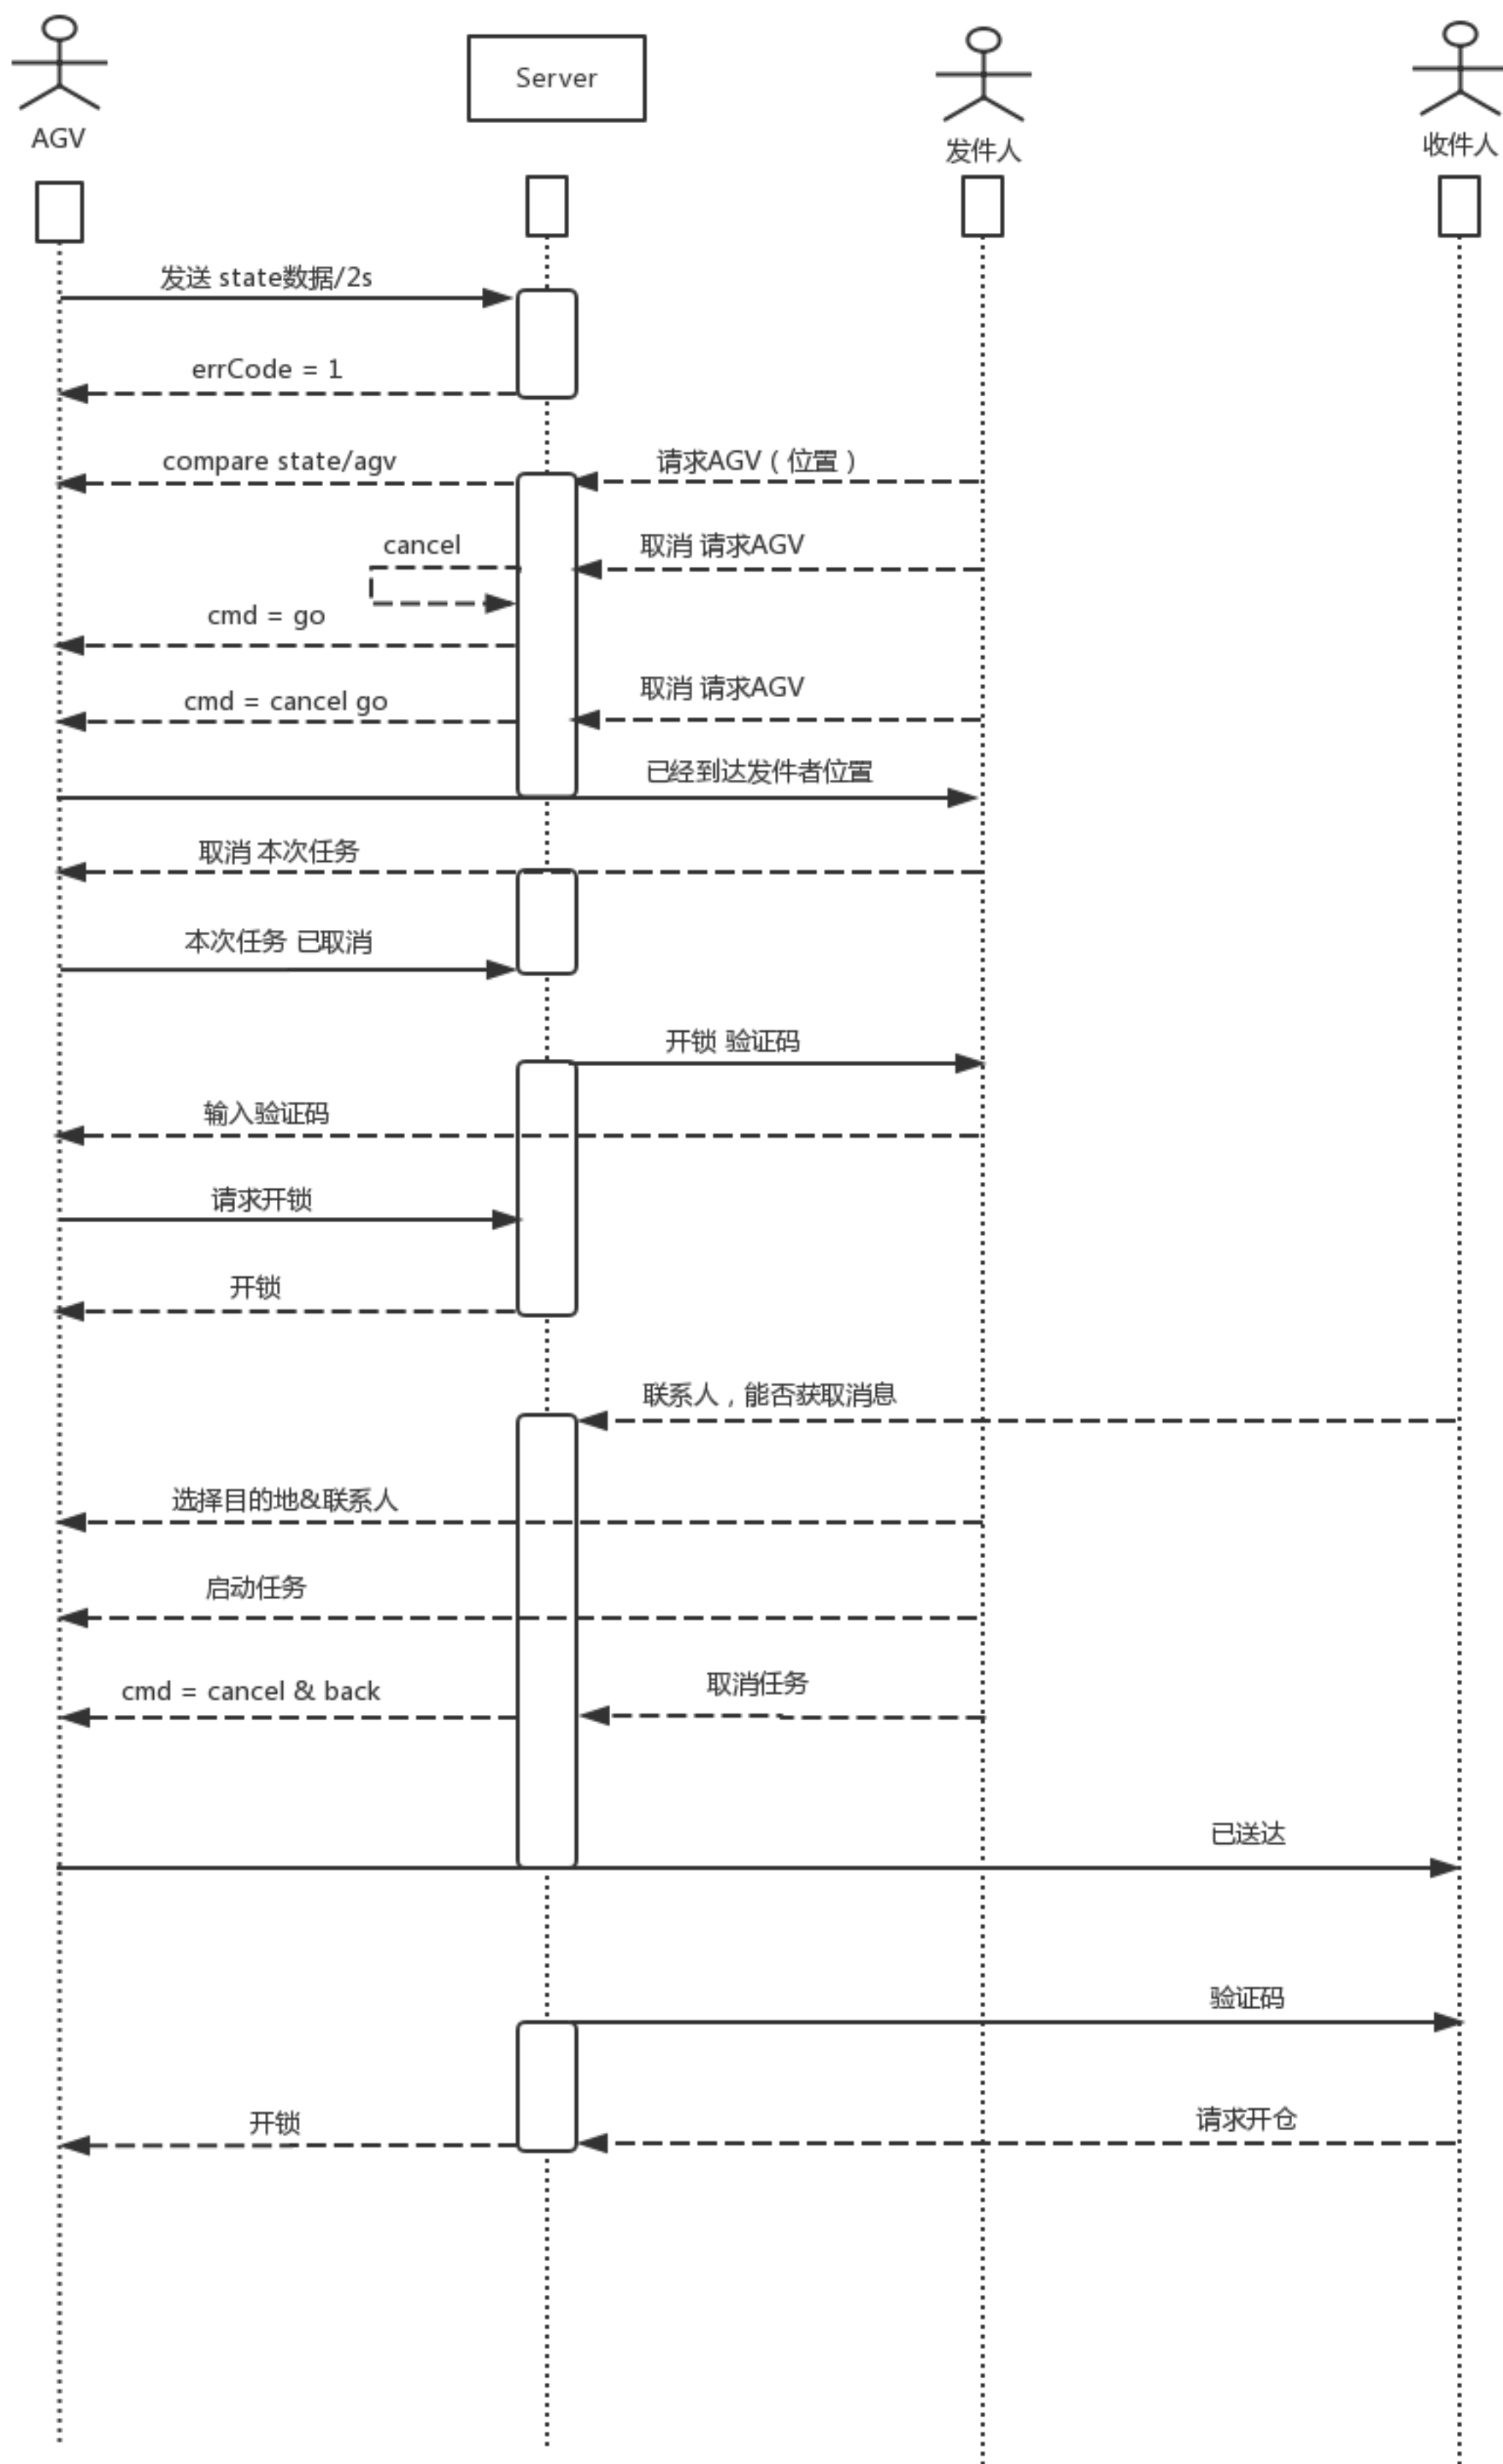 AGV
Server
发件人
收件人
发送 state数据/2s
errCode = 1
compare state/agv
请求AGV（位置）
cancel
取消 请求AGV
cmd = go
cmd = cancel go
取消 请求AGV
已经到达发件者位置
取消 本次任务
本次任务 已取消
开锁 验证码
输入验证码
请求开锁
开锁
联系人，能否获取消息
选择目的地&联系人
启动任务
cmd = cancel & back
取消任务
已送达
验证码
开锁
请求开仓